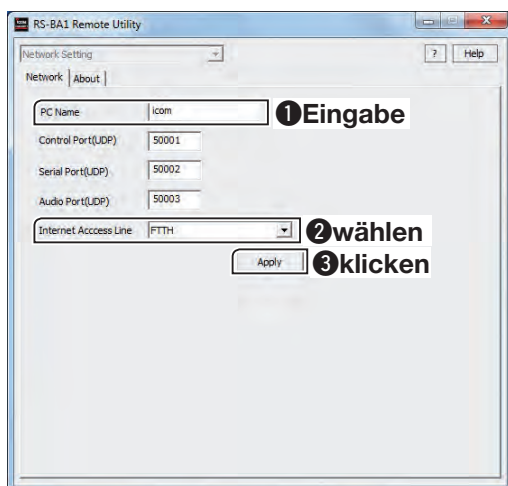 RS-BA1 Remote Utility
Network Setting
? Help
Network About
PC Name icom ❶Eingabe
Control Port(UDP) 50001
Serial Port(UDP) 50002
Audio Port(UDP) 50003
Internet Acccess Line FTTH ❷wählen
Apply ❸klicken